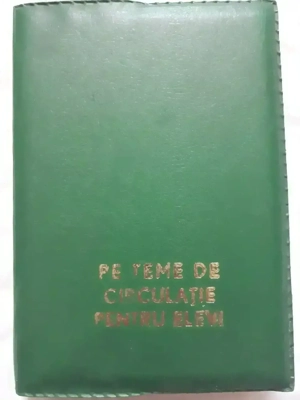 PE TEME DE
CIRCULAȚIE
PENTRU ELEVI